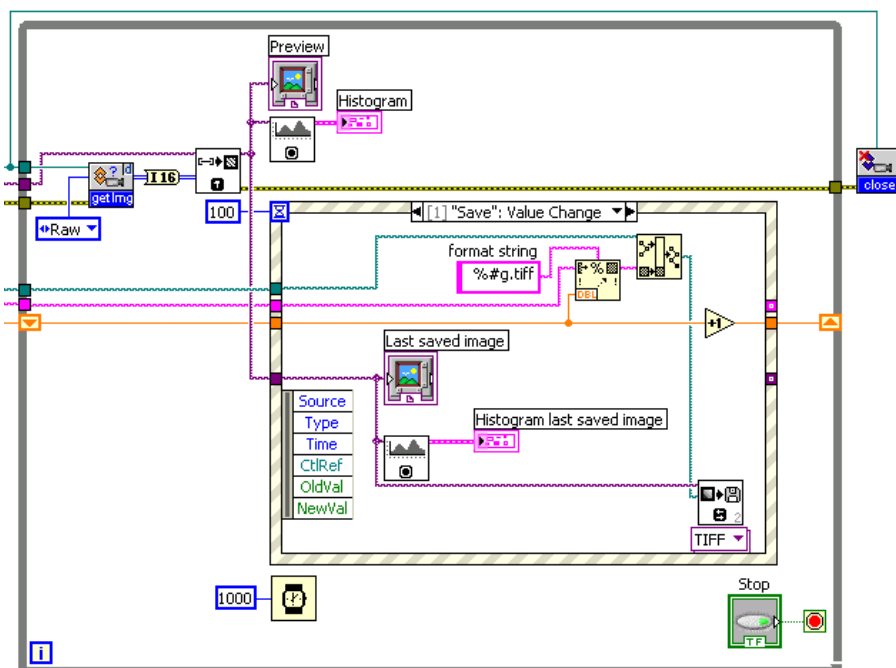 Preview
Histogram
getImg
I16
Raw
close
100
[1] "Save": Value Change
format string
%#g.tiff
%
DBL
+1
Last saved image
Source
Type
Time
CtlRef
OldVal
NewVal
Histogram last saved image
2
TIFF
1000
Stop
TF
i